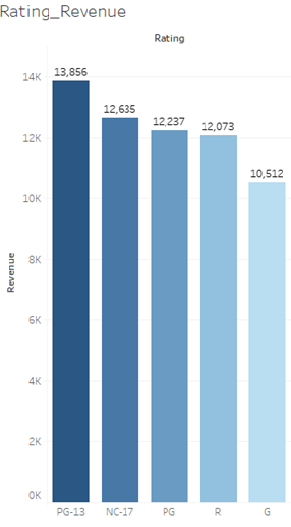 Rating_Revenue
Rating
14K
12K
10K
8K
6K
4K
2K
0K
Revenue
13,856
12,635
12,237
12,073
10,512
PG-13 NC-17 PG R G